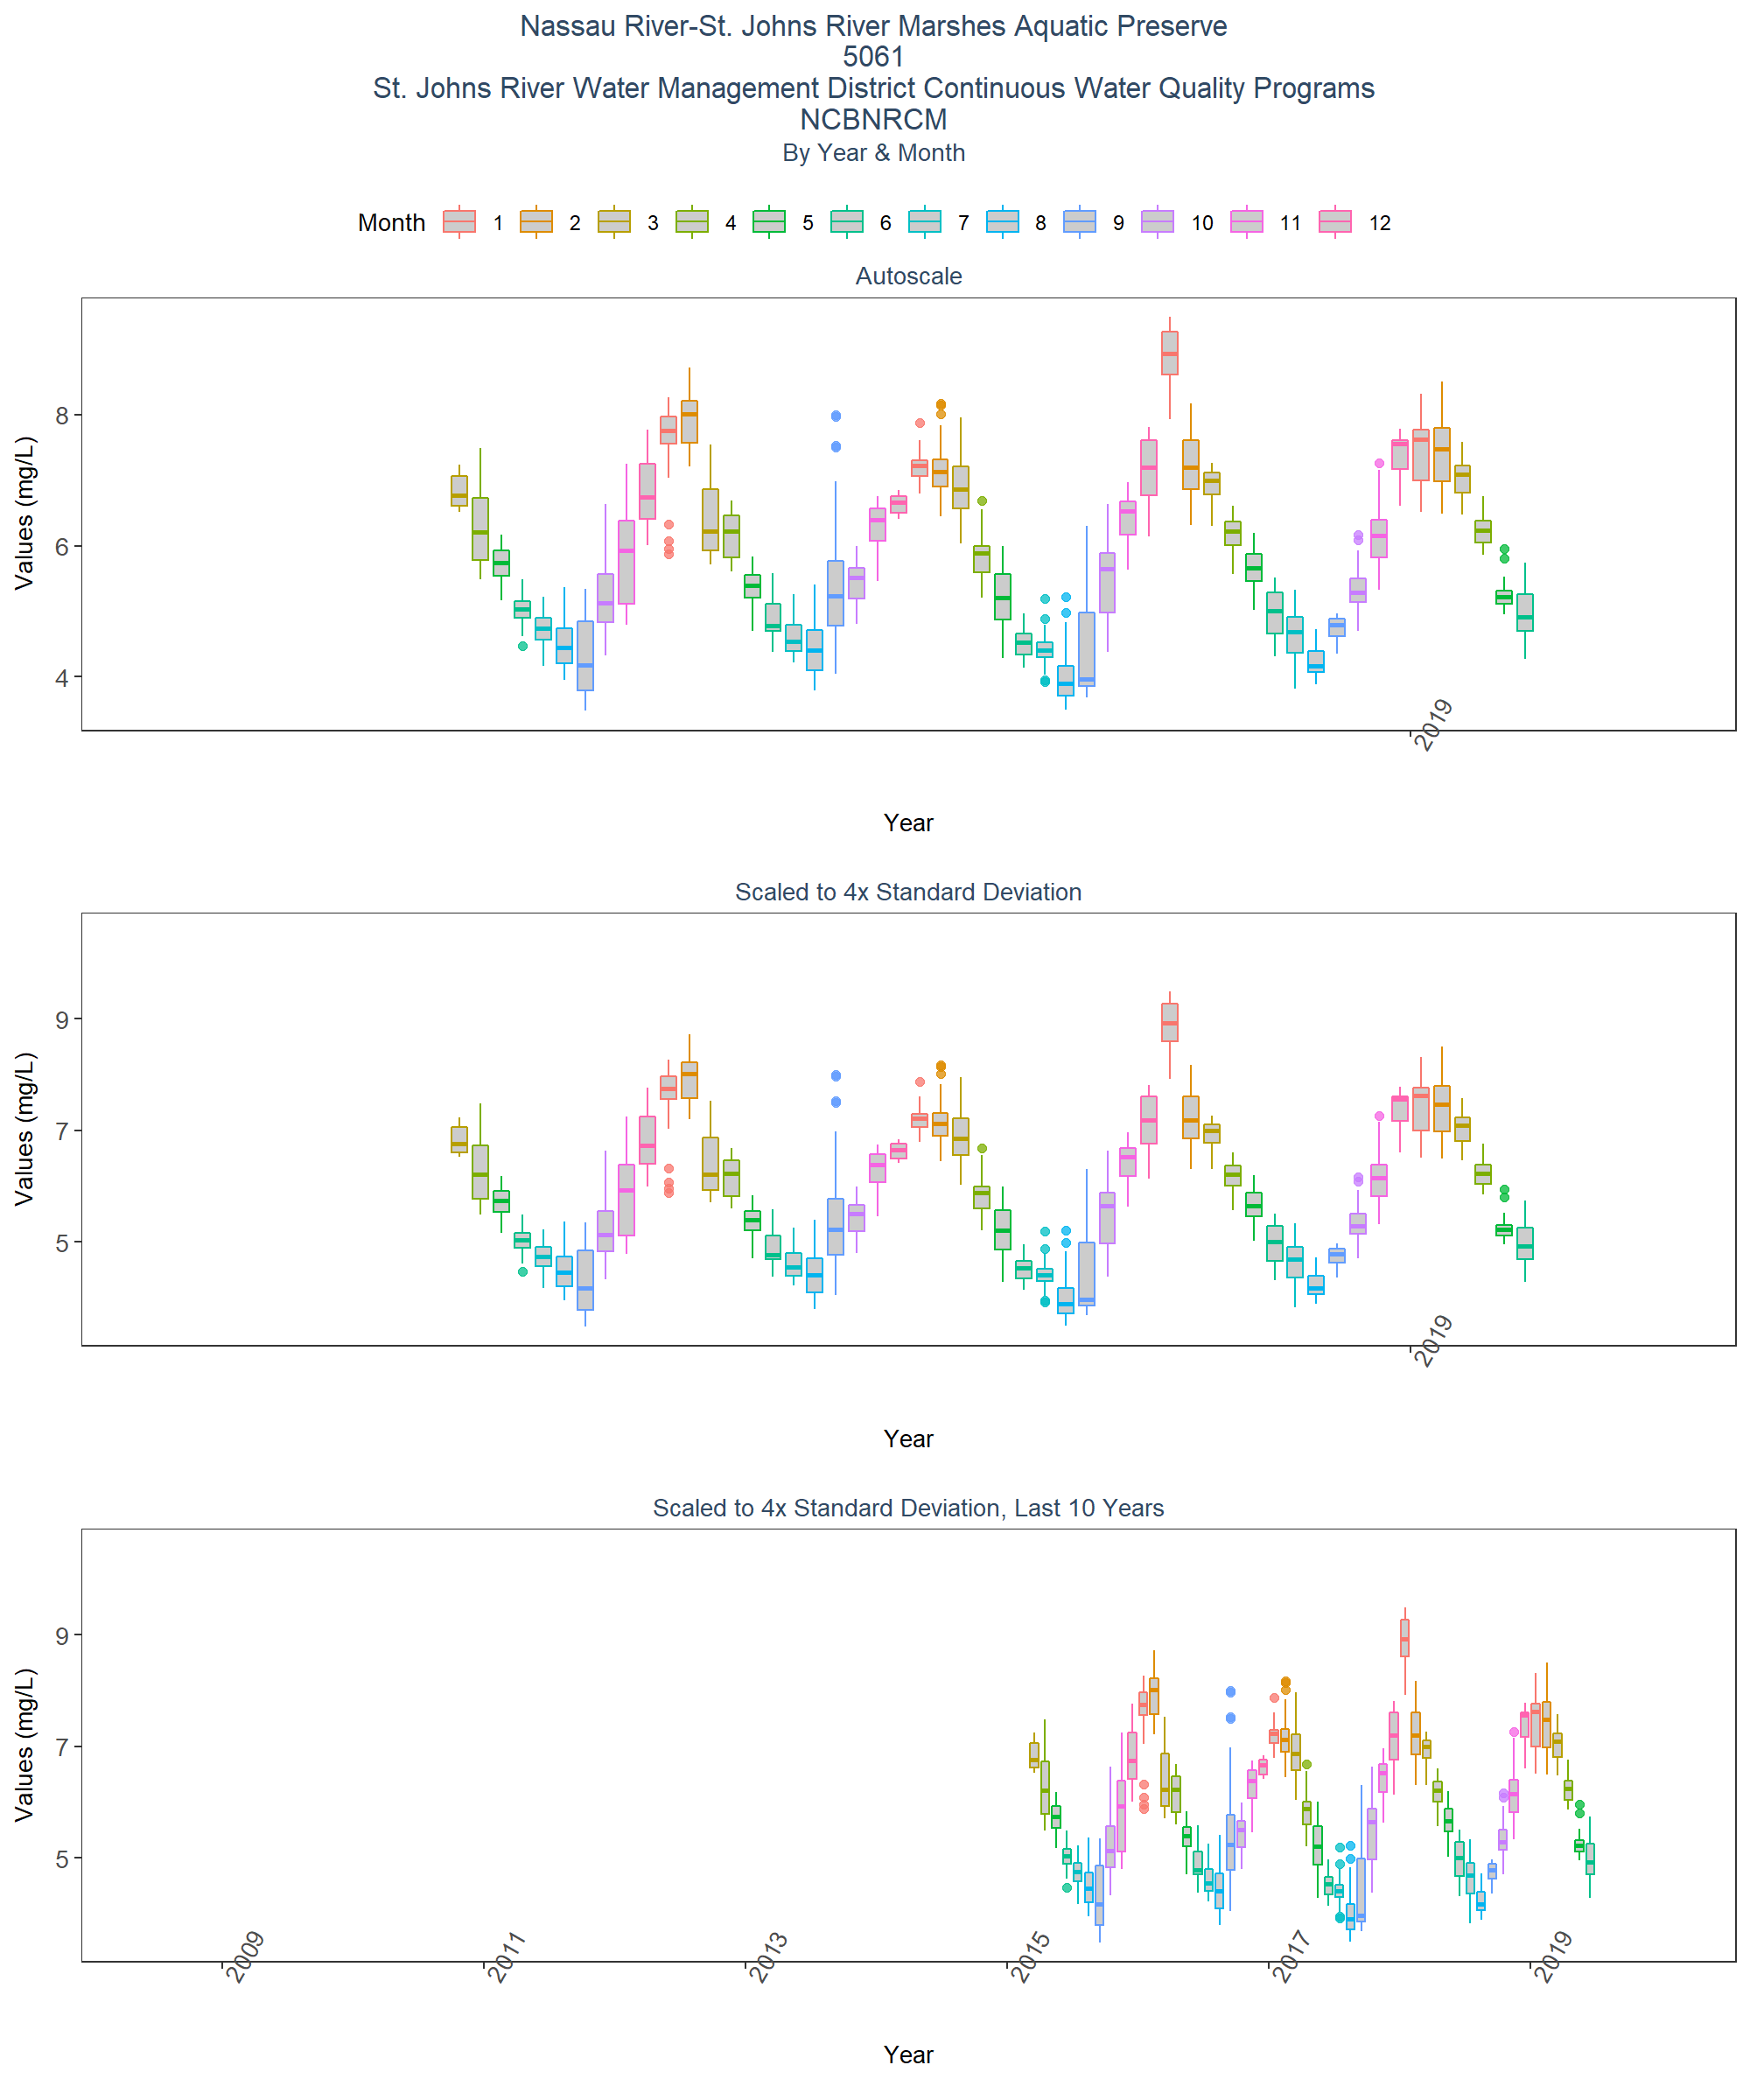 Nassau River-St. Johns River Marshes Aquatic Preserve
5061
St. Johns River Water Management District Continuous Water Quality Programs
NCBNRCM
By Year & Month
Month 1 2 3 4 5 6 7 8 9 10 11 12
Autoscale
Values (mg/L)
8
6
4
2019
Year
Scaled to 4x Standard Deviation
Values (mg/L)
9
7
5
2019
Year
Scaled to 4x Standard Deviation, Last 10 Years
Values (mg/L)
9
7
5
2009 2011 2013 2015 2017 2019
Year